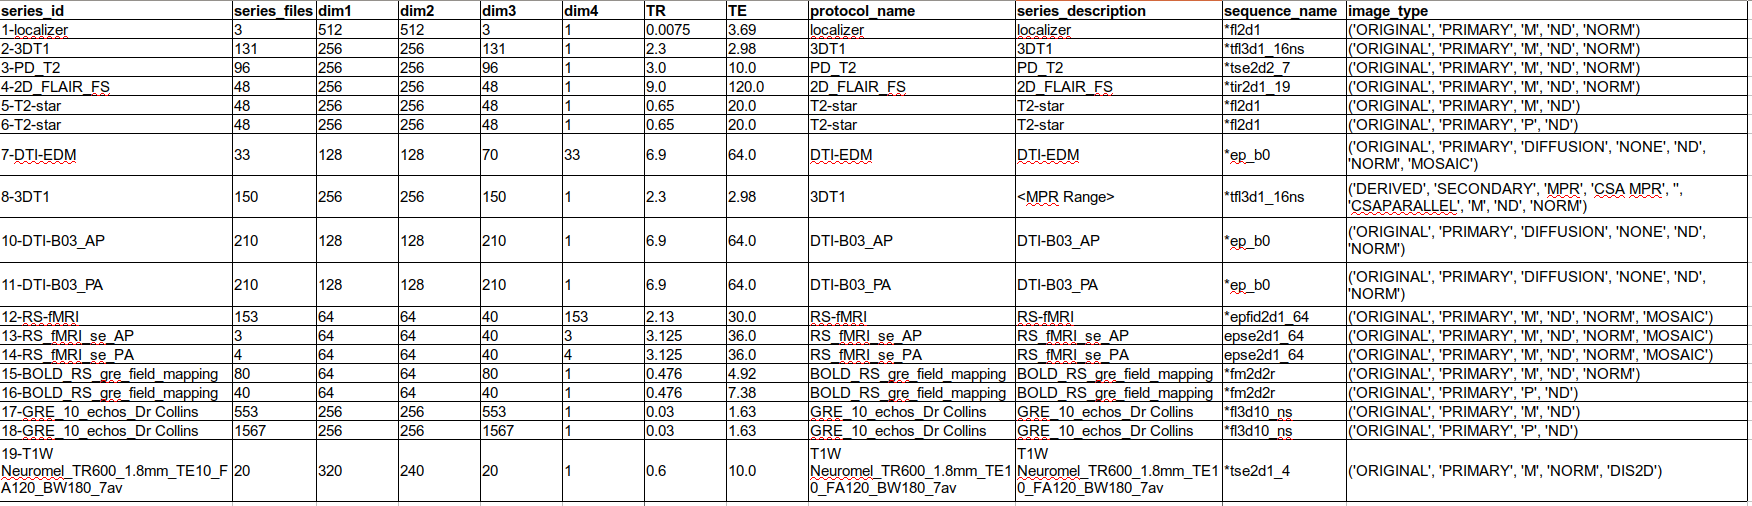 series_id series_files dim1 dim2 dim3 dim4 TR TE protocol_name series_description sequence_name image_type
1-localizer 3 512 512 3 1 0.0075 3.69 localizer localizer *fl2d1 ('ORIGINAL', 'PRIMARY', 'M', 'ND', 'NORM')
2-3DT1 131 256 256 131 1 2.3 2.98 3DT1 3DT1 *tfl3d1_16ns ('ORIGINAL', 'PRIMARY', 'M', 'ND', 'NORM')
3-PD_T2 96 256 256 96 1 3.0 10.0 PD_T2 PD_T2 *tse2d2_7 ('ORIGINAL', 'PRIMARY', 'M', 'ND', 'NORM')
4-2D_FLAIR_FS 48 256 256 48 1 9.0 120.0 2D_FLAIR_FS 2D_FLAIR_FS *tir2d1_19 ('ORIGINAL', 'PRIMARY', 'M', 'ND', 'NORM')
5-T2-star 48 256 256 48 1 0.65 20.0 T2-star T2-star *fl2d1 ('ORIGINAL', 'PRIMARY', 'M', 'ND')
6-T2-star 48 256 256 48 1 0.65 20.0 T2-star T2-star *fl2d1 ('ORIGINAL', 'PRIMARY', 'P', 'ND')
7-DTI-EDM 33 128 128 70 33 6.9 64.0 DTI-EDM DTI-EDM *ep_b0 ('ORIGINAL', 'PRIMARY', 'DIFFUSION', 'NONE', 'ND',
'NORM', 'MOSAIC')
8-3DT1 150 256 256 150 1 2.3 2.98 3DT1 <MPR Range> *tfl3d1_16ns ('DERIVED', 'SECONDARY', 'MPR', 'CSA MPR', '',
'CSAPARALLEL', 'M', 'ND', 'NORM')
10-DTI-B03_AP 210 128 128 210 1 6.9 64.0 DTI-B03_AP DTI-B03_AP *ep_b0 ('ORIGINAL', 'PRIMARY', 'DIFFUSION', 'NONE', 'ND',
'NORM')
11-DTI-B03_PA 210 128 128 210 1 6.9 64.0 DTI-B03_PA DTI-B03_PA *ep_b0 ('ORIGINAL', 'PRIMARY', 'DIFFUSION', 'NONE', 'ND',
'NORM')
12-RS-fMRI 153 64 64 40 153 2.13 30.0 RS-fMRI RS-fMRI *epfid2d1_64 ('ORIGINAL', 'PRIMARY', 'M', 'ND', 'NORM', 'MOSAIC')
13-RS_fMRI_se_AP 3 64 64 40 3 3.125 36.0 RS_fMRI_se_AP RS_fMRI_se_AP epse2d1_64 ('ORIGINAL', 'PRIMARY', 'M', 'ND', 'NORM', 'MOSAIC')
14-RS_fMRI_se_PA 4 64 64 40 4 3.125 36.0 RS_fMRI_se_PA RS_fMRI_se_PA epse2d1_64 ('ORIGINAL', 'PRIMARY', 'M', 'ND', 'NORM', 'MOSAIC')
15-BOLD_RS_gre_field_mapping 80 64 64 80 1 0.476 4.92 BOLD_RS_gre_field_mapping BOLD_RS_gre_field_mapping *fm2d2r ('ORIGINAL', 'PRIMARY', 'M', 'ND', 'NORM')
16-BOLD_RS_gre_field_mapping 40 64 64 40 1 0.476 7.38 BOLD_RS_gre_field_mapping BOLD_RS_gre_field_mapping *fm2d2r ('ORIGINAL', 'PRIMARY', 'P', 'ND')
17-GRE_10_echos_Dr Collins 553 256 256 553 1 0.03 1.63 GRE_10_echos_Dr Collins GRE_10_echos_Dr Collins *fl3d10_ns ('ORIGINAL', 'PRIMARY', 'M', 'ND')
18-GRE_10_echos_Dr Collins 1567 256 256 1567 1 0.03 1.63 GRE_10_echos_Dr Collins GRE_10_echos_Dr Collins *fl3d10_ns ('ORIGINAL', 'PRIMARY', 'P', 'ND')
19-T1W T1W T1W
Neuromel_TR600_1.8mm_TE10_F 20 320 240 20 1 0.6 10.0 Neuromel_TR600_1.8mm_TE1 Neuromel_TR600_1.8mm_TE1 *tse2d1_4 ('ORIGINAL', 'PRIMARY', 'M', 'NORM', 'DIS2D')
A120_BW180_7av 0_FA120_BW180_7av 0_FA120_BW180_7av